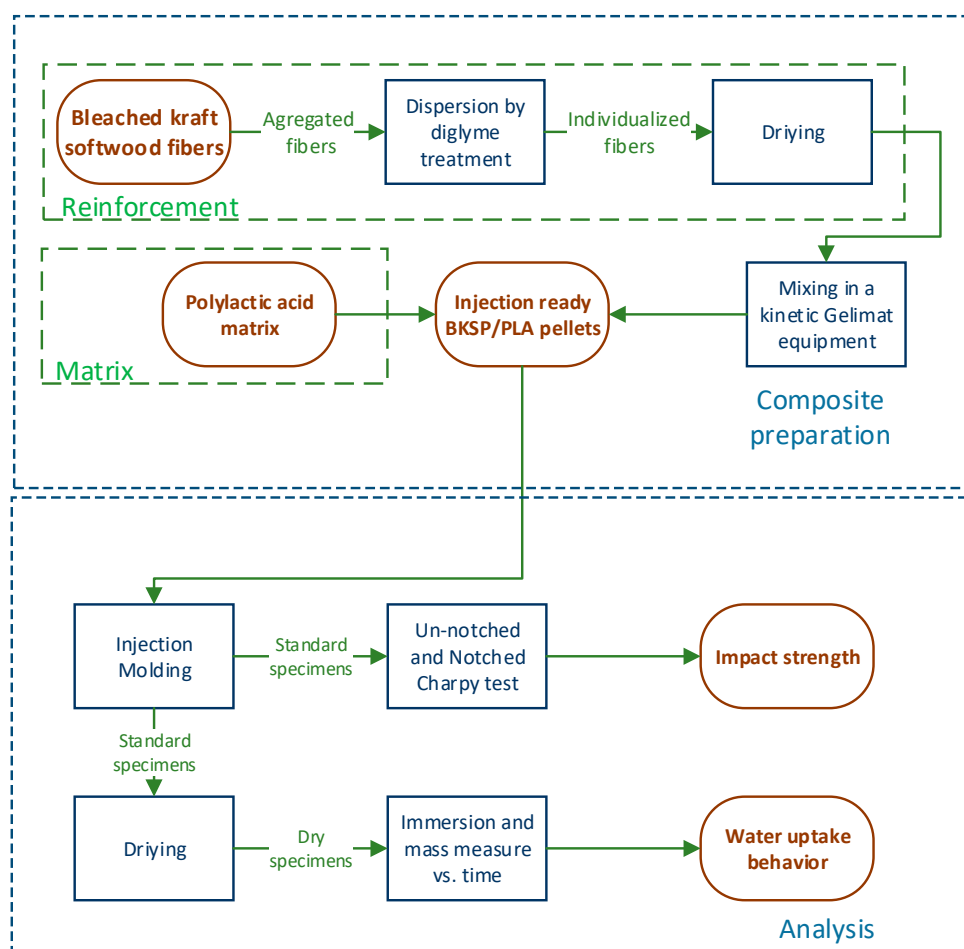 Bleached kraft
softwood fibers
Agregated
fibers
Dispersion by
diglyme
treatment
Individualized
fibers
Driying
Reinforcement
Polylactic acid
matrix
Matrix
Injection ready
BKSP/PLA pellets
Mixing in a
kinetic Gelimat
equipment
Composite
preparation
Injection
Molding
Standard
specimens
Un-notched
and Notched
Charpy test
Impact strength
Standard
specimens
Driying
Dry
specimens
Immersion and
mass measure
vs. time
Water uptake
behavior
Analysis